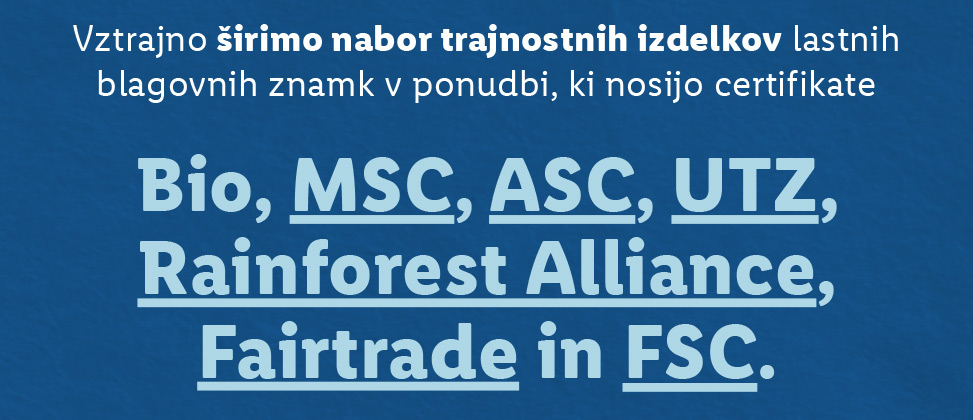 Vztrajno širimo nabor trajnostnih izdelkov lastnih
blagovnih znamk v ponudbi, ki nosijo certifikate
Bio, MSC, ASC, UTZ,
Rainforest Alliance,
Fairtrade in FSC.